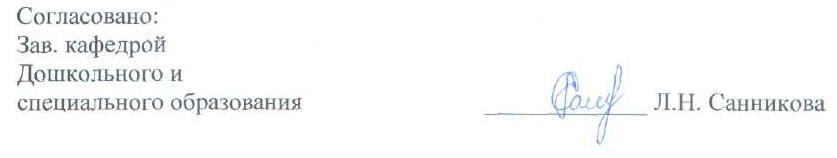 Согласовано:
Зав. кафедрой
Дошкольного и
специального образования Л.Н. Санникова